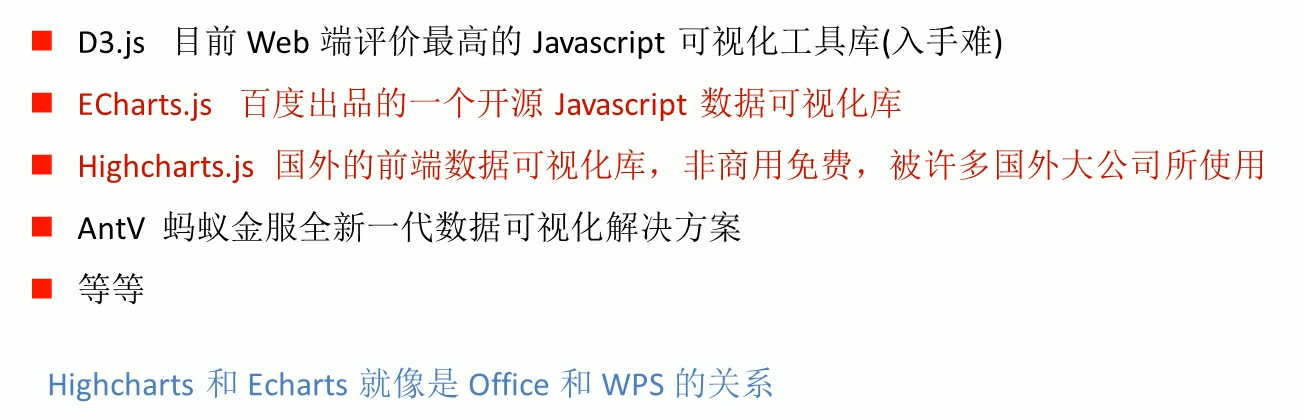 D3.js 目前 Web 端评价最高的 Javascript 可视化工具库(入手难)
ECharts.js 百度出品的一个开源 Javascript 数据可视化库
Highcharts.js 国外的前端数据可视化库，非商用免费，被许多国外大公司所使用
AntV 蚂蚁金服全新一代数据可视化解决方案
等等
Highcharts 和 Echarts 就像是 Office 和 WPS 的关系